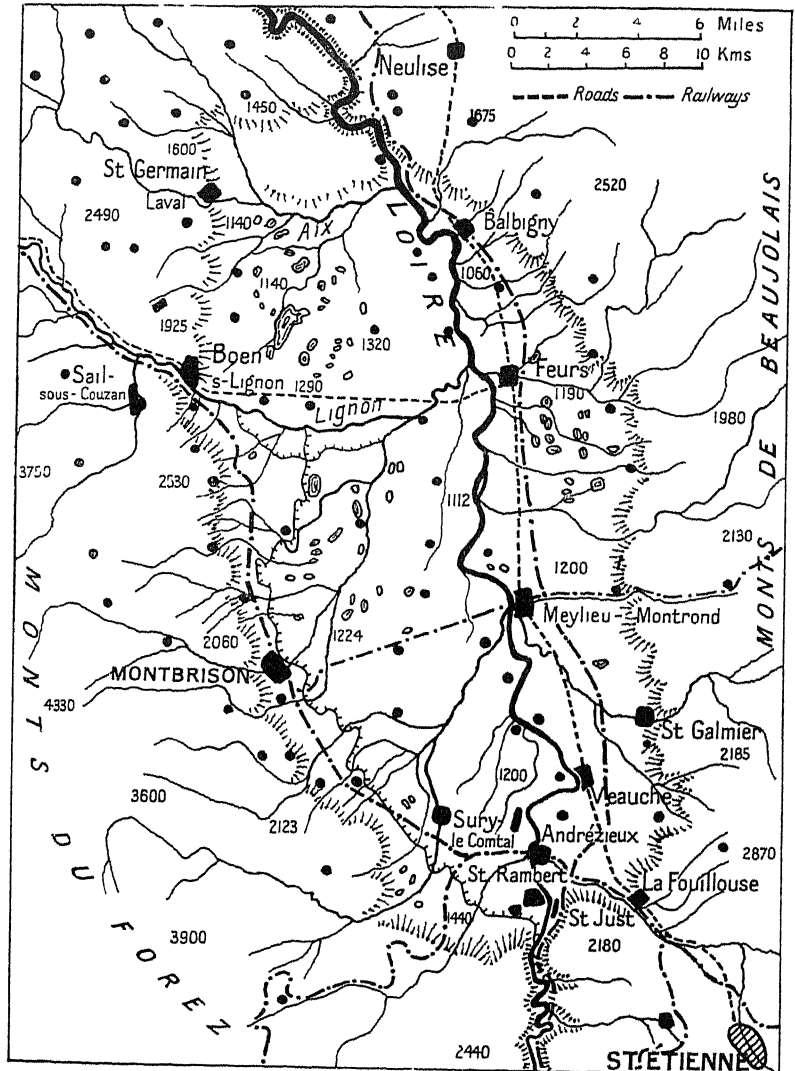 0 2 4 6 Miles
0 2 4 6 8 10 Kms
Roads Railways
Neulise
1450
1675
1600
St Germain
Laval
2520
2490
1140
Aix
LOIRE
Balbigny
1060
1140
1925
1320
Boen
s-Lignon
1290
Sail-
sous-Couzan
Feurs
1190
Lignon
1980
3750
2530
1112
2130
1200
MONTS DE BEAUJOLAIS
Meylieu-Montrond
2060
1224
MONTBRISON
4330
St Galmier
2185
1200
3600
Veauche
2123
Sury-
le Comtal
Andrézieux
2870
St. Rambert
La Fouillouse
1440
St Just
2180
3900
MONTS DU FOREZ
2440
ST. ETIENNE